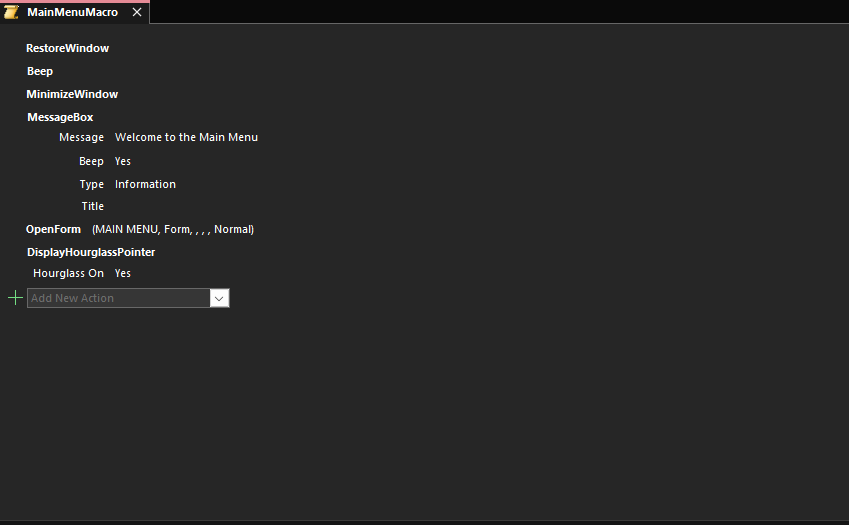 MainMenuMacro
RestoreWindow
Beep
MinimizeWindow
MessageBox
Message Welcome to the Main Menu
Beep Yes
Type Information
Title
OpenForm (MAIN MENU, Form, , , , Normal)
DisplayHourglassPointer
Hourglass On Yes
Add New Action